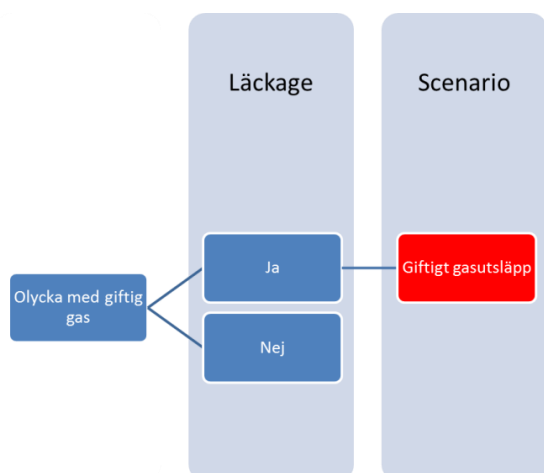 Läckage
Scenario
Ja
Giftigt gasutsläpp
Olycka med giftig
gas
Nej